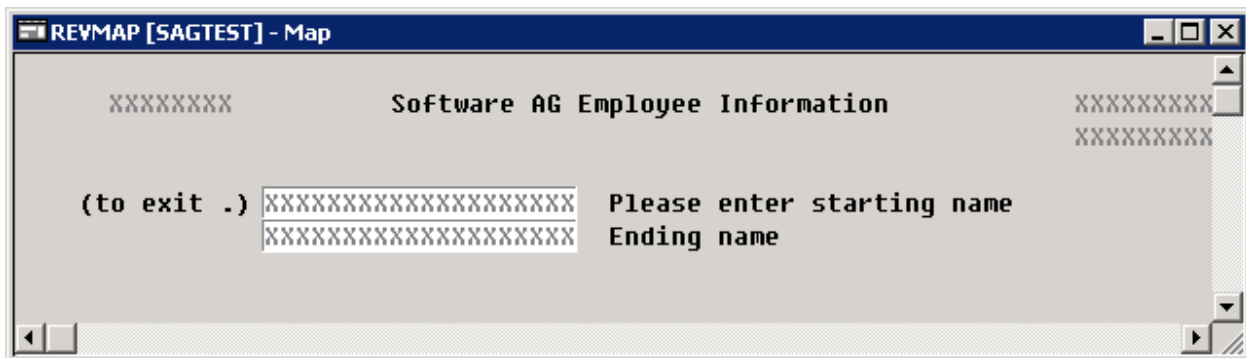 REVMAP [SAGTEST] - Map
XXXXXXXX Software AG Employee Information XXXXXXXXX
XXXXXXXXX
(to exit .) XXXXXXXXXXXXXXXXXXXX Please enter starting name
XXXXXXXXXXXXXXXXXXXX Ending name